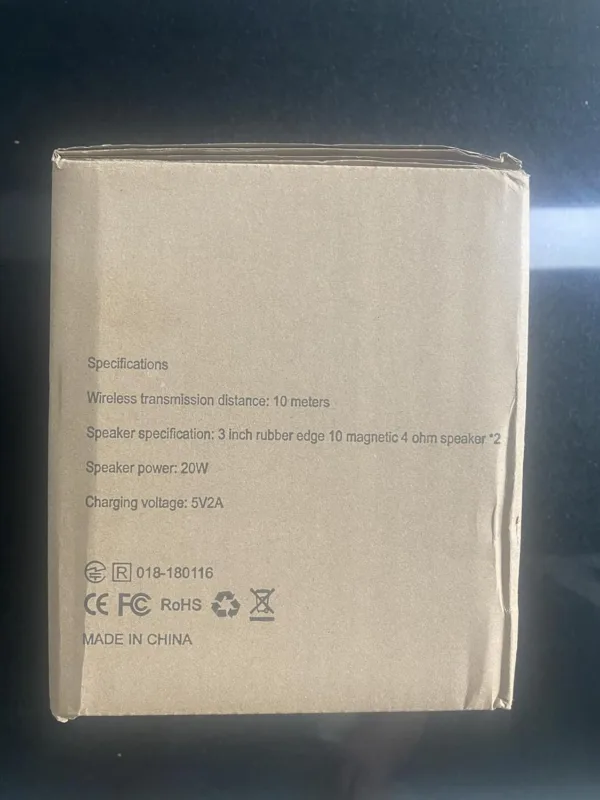 Specifications
Wireless transmission distance: 10 meters
Speaker specification: 3 inch rubber edge 10 magnetic 4 ohm speaker *2
Speaker power: 20W
Charging voltage: 5V2A
R 018-180116
CE FC RoHS
MADE IN CHINA